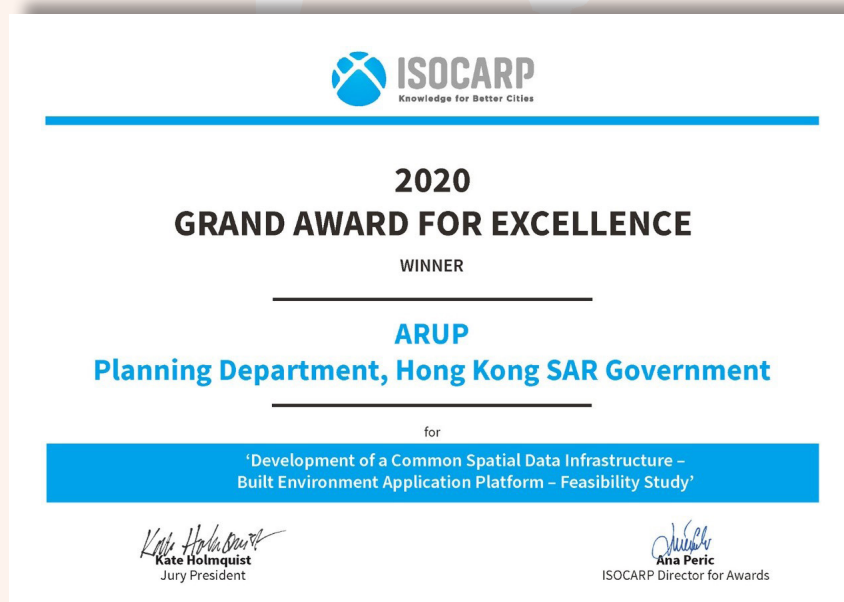 ISOCARP
Knowledge for Better Cities
2020
GRAND AWARD FOR EXCELLENCE
WINNER
ARUP
Planning Department, Hong Kong SAR Government
for
‘Development of a Common Spatial Data Infrastructure –
Built Environment Application Platform – Feasibility Study’
Kate Holmquist
Kate Holmquist
Jury President
Ana Peric
ISOCARP Director for Awards